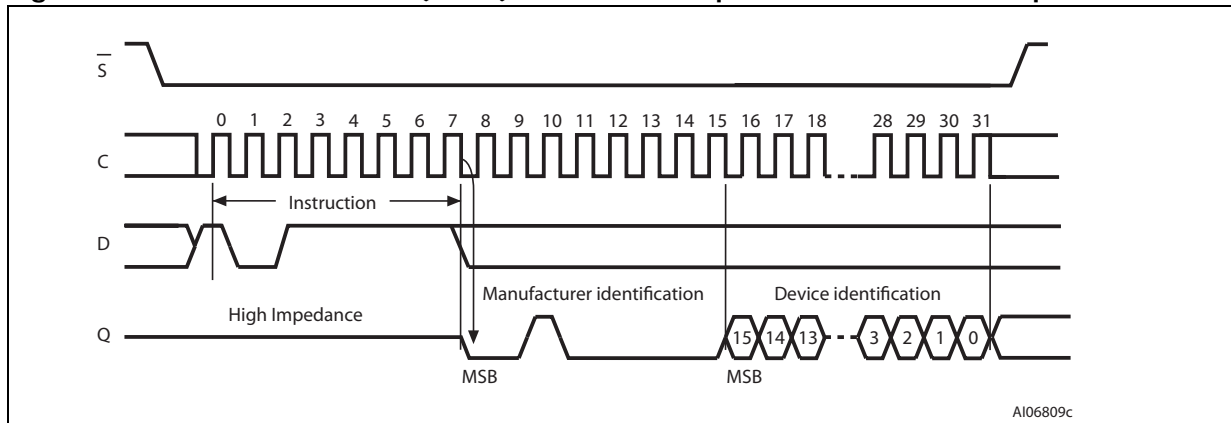 S
0 1 2 3 4 5 6 7 8 9 10 11 12 13 14 15 16 17 18 28 29 30 31
C
Instruction
D
Manufacturer identification Device identification
High Impedance
Q
15 14 13 3 2 1 0
MSB MSB
AI06809c